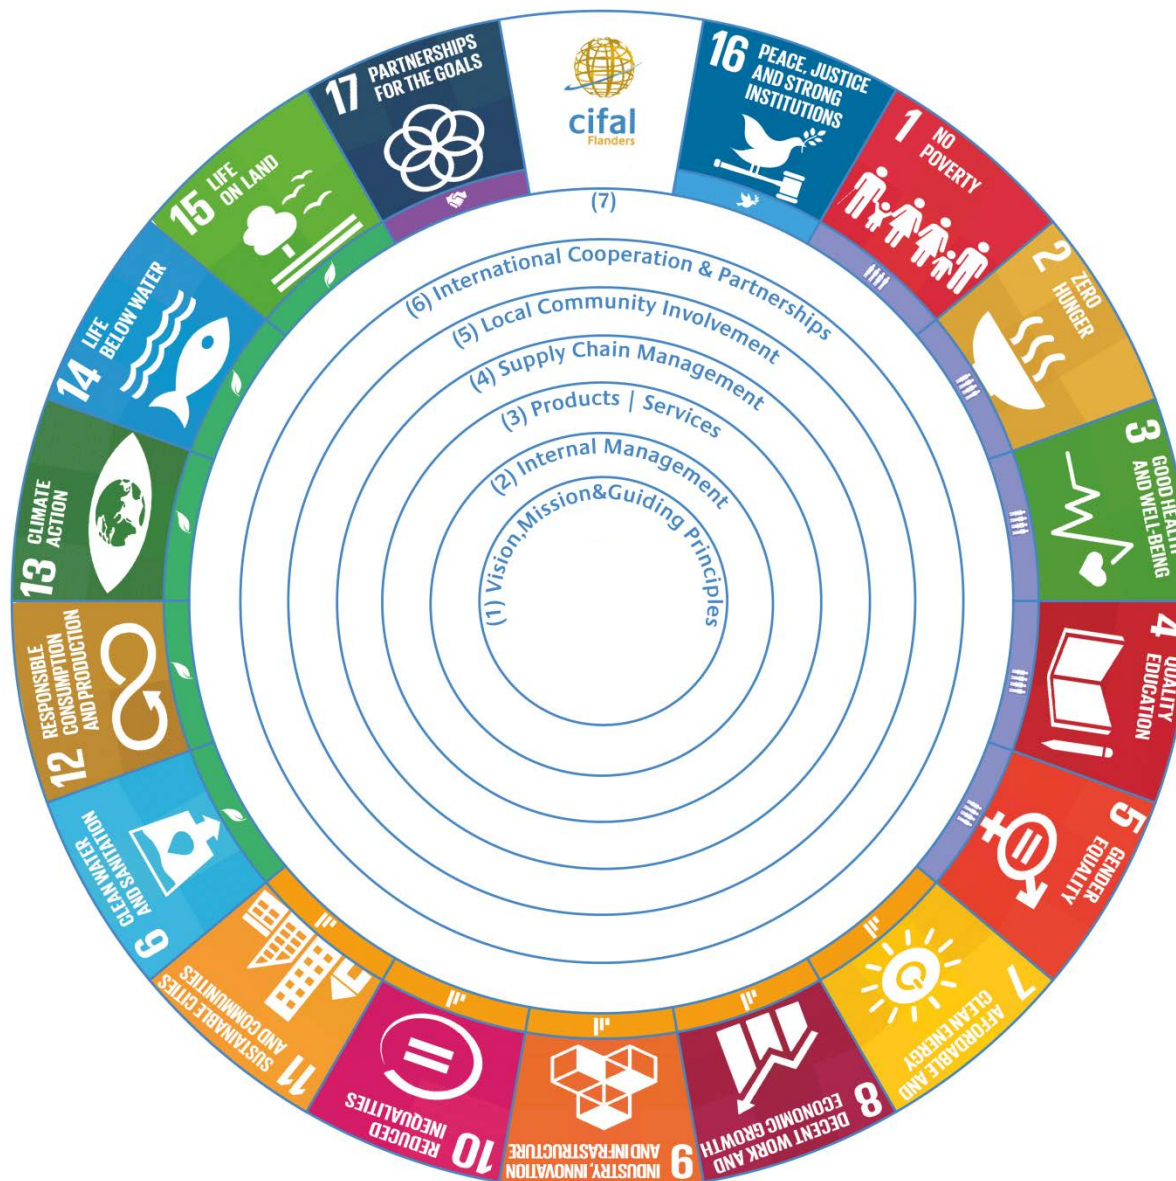 cifal
Flanders
16 PEACE, JUSTICE
AND STRONG
INSTITUTIONS
1 NO
POVERTY
2 ZERO
HUNGER
3 GOOD HEALTH
AND WELL-BEING
4 QUALITY
EDUCATION
5 GENDER
EQUALITY
7 AFFORDABLE AND
CLEAN ENERGY
8 DECENT WORK AND
ECONOMIC GROWTH
9 INDUSTRY, INNOVATION
AND INFRASTRUCTURE
10 REDUCED
INEQUALITIES
11 SUSTAINABLE CITIES
AND COMMUNITIES
6 CLEAN WATER
AND SANITATION
12 RESPONSIBLE
CONSUMPTION
AND PRODUCTION
13 CLIMATE
ACTION
14 LIFE
BELOW WATER
15 LIFE
ON LAND
17 PARTNERSHIPS
FOR THE GOALS
(7)
(6) International Cooperation & Partnerships
(5) Local Community Involvement
(4) Supply Chain Management
(3) Products | Services
(2) Internal Management
(1) Vision,Mission&Guiding Principles